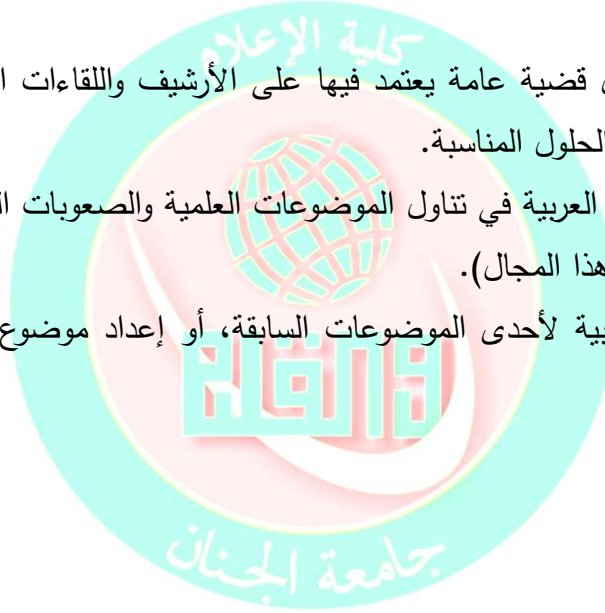 كلية الإعلام
قضية عامة يعتمد فيها على الأرشيف واللقاءات
الحلول المناسبة.
العربية في تناول الموضوعات العلمية والصعوبات
هذا المجال).
لأحدى الموضوعات السابقة، أو إعداد موضوع
جامعة الجنان